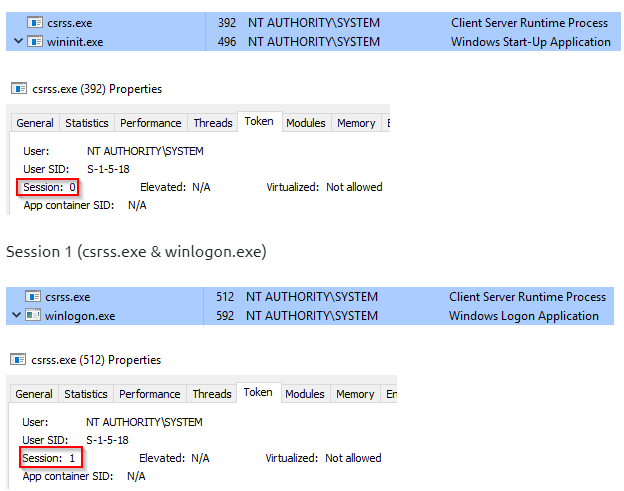 csrss.exe 392 NT AUTHORITY\SYSTEM Client Server Runtime Process
wininit.exe 496 NT AUTHORITY\SYSTEM Windows Start-Up Application
csrss.exe (392) Properties
General Statistics Performance Threads Token Modules Memory
User: NT AUTHORITY\SYSTEM
User SID: S-1-5-18
Session: 0 Elevated: N/A Virtualized: Not allowed
App container SID: N/A
Session 1 (csrss.exe & winlogon.exe)
csrss.exe 512 NT AUTHORITY\SYSTEM Client Server Runtime Process
winlogon.exe 592 NT AUTHORITY\SYSTEM Windows Logon Application
csrss.exe (512) Properties
General Statistics Performance Threads Token Modules Memory En
User: NT AUTHORITY\SYSTEM
User SID: S-1-5-18
Session: 1 Elevated: N/A Virtualized: Not allowed
App container SID: N/A